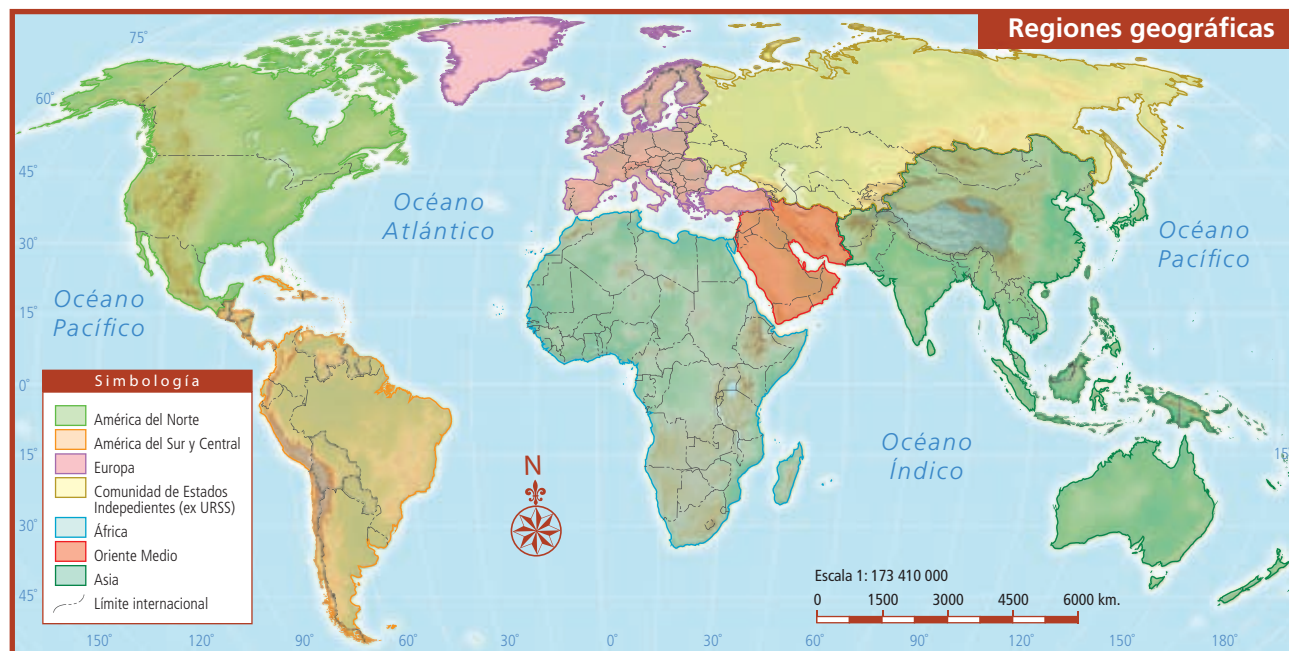 Regiones geográficas
75°
60°
45°
30°
15°
0°
15°
30°
45°
Océano
Pacífico
Océano
Atlántico
Océano
Pacífico
Océano
Índico
Simbología
América del Norte
América del Sur y Central
Europa
Comunidad de Estados
Indepedientes (ex URSS)
África
Oriente Medio
Asia
Límite internacional
N
Escala 1: 173 410 000
0 1500 3000 4500 6000 km.
150° 120° 90° 60° 30° 0° 30° 60° 90° 120° 150° 180°